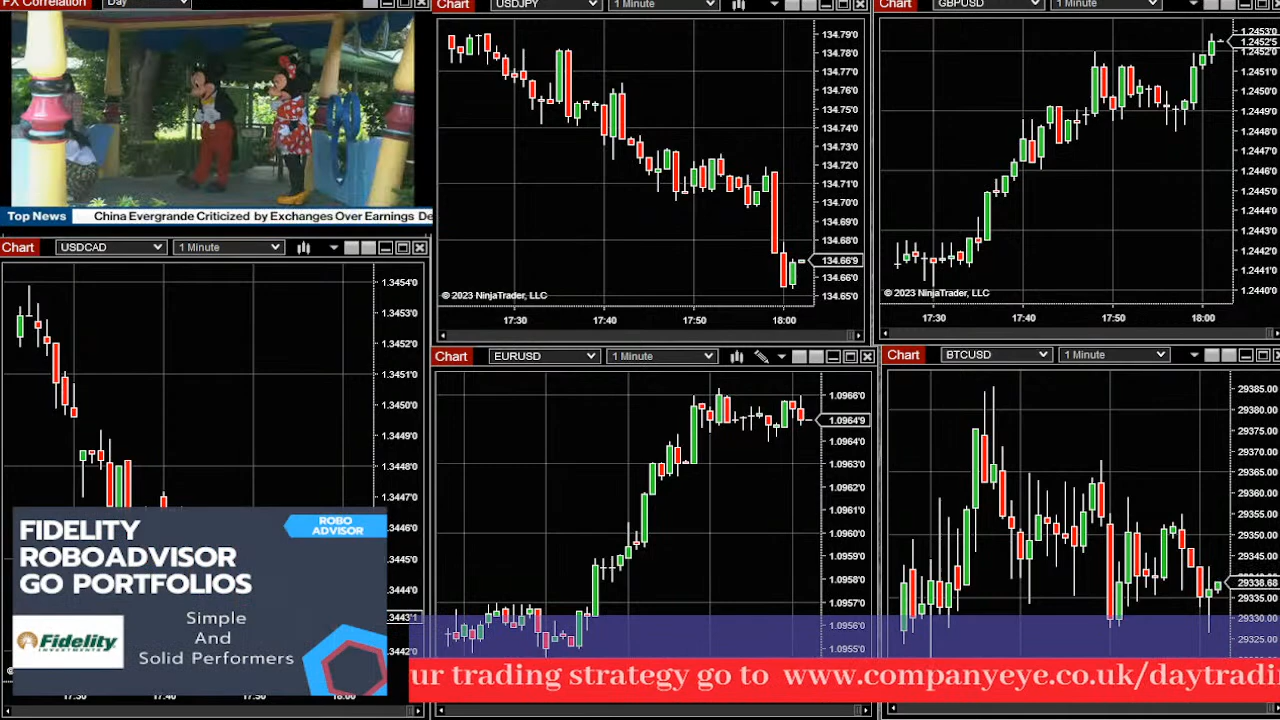 FX Correlation
Day
Top News
China Evergrande Criticized by Exchanges Over Earnings De
Chart
USDJPY
1 Minute
134.79'0
134.78'0
134.77'0
134.75'0
134.74'0
134.72'0
134.71'0
134.70'0
134.69'0
134.68'0
134.66'9
134.66'0
134.65'0
© 2023 NinjaTrader, LLC
17:30
17:40
17:50
18:00
Chart
GBPUSD
1 Minute
1.2453'0
1.2452'5
1.2452'0
1.2451'0
1.2450'0
1.2449'0
1.2448'0
1.2447'0
1.2446'0
1.2445'0
1.2444'0
1.2442'0
1.2441'0
1.2440'0
© 2023 NinjaTrader, LLC
17:30
17:40
17:50
18:00
Chart
USDCAD
1 Minute
1.3454'0
1.3453'0
1.3452'0
1.3451'0
1.3450'0
1.3449'0
1.3448'0
1.3447'0
1.3446'0
1.3445'0
1.3444'0
1.3443'1
1.3442'0
17:30
17:40
18:00
FIDELITY
ROBOADVISOR
GO PORTFOLIOS
ROBO
ADVISOR
Simple
And
Solid Performers
Fidelity
INVESTMENTS
Chart
EURUSD
1 Minute
1.0966'0
1.0964'9
1.0964'0
1.0963'0
1.0962'0
1.0961'0
1.0960'0
1.0959'0
1.0958'0
1.0957'0
1.0956'0
1.0955'0
Chart
BTCUSD
1 Minute
29385.00
29380.00
29375.00
29370.00
29365.00
29360.00
29355.00
29350.00
29345.00
29338.68
29335.00
29330.00
29325.00
ur trading strategy go to www.companyeye.co.uk/daytradi